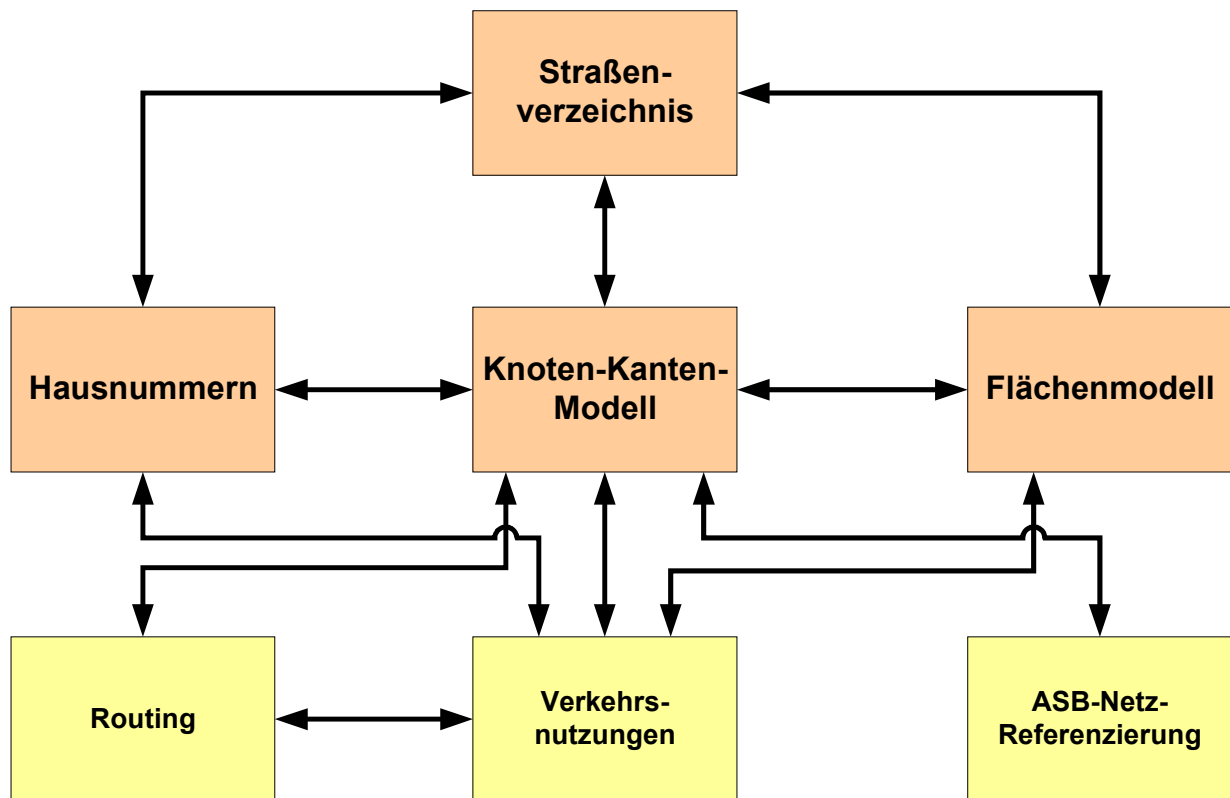 Straßen-
verzeichnis
Hausnummern
Knoten-Kanten-
Modell
Flächenmodell
Routing
Verkehrs-
nutzungen
ASB-Netz-
Referenzierung